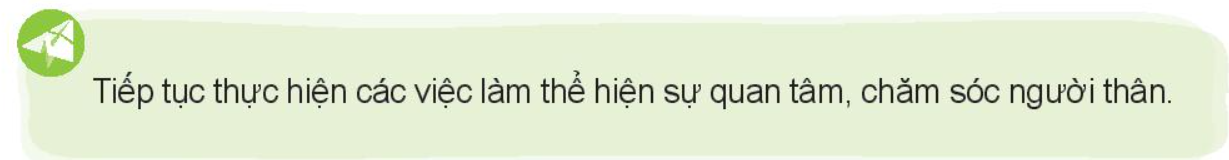 Tiếp tục thực hiện các việc làm thể hiện sự quan tâm, chăm sóc người thân.